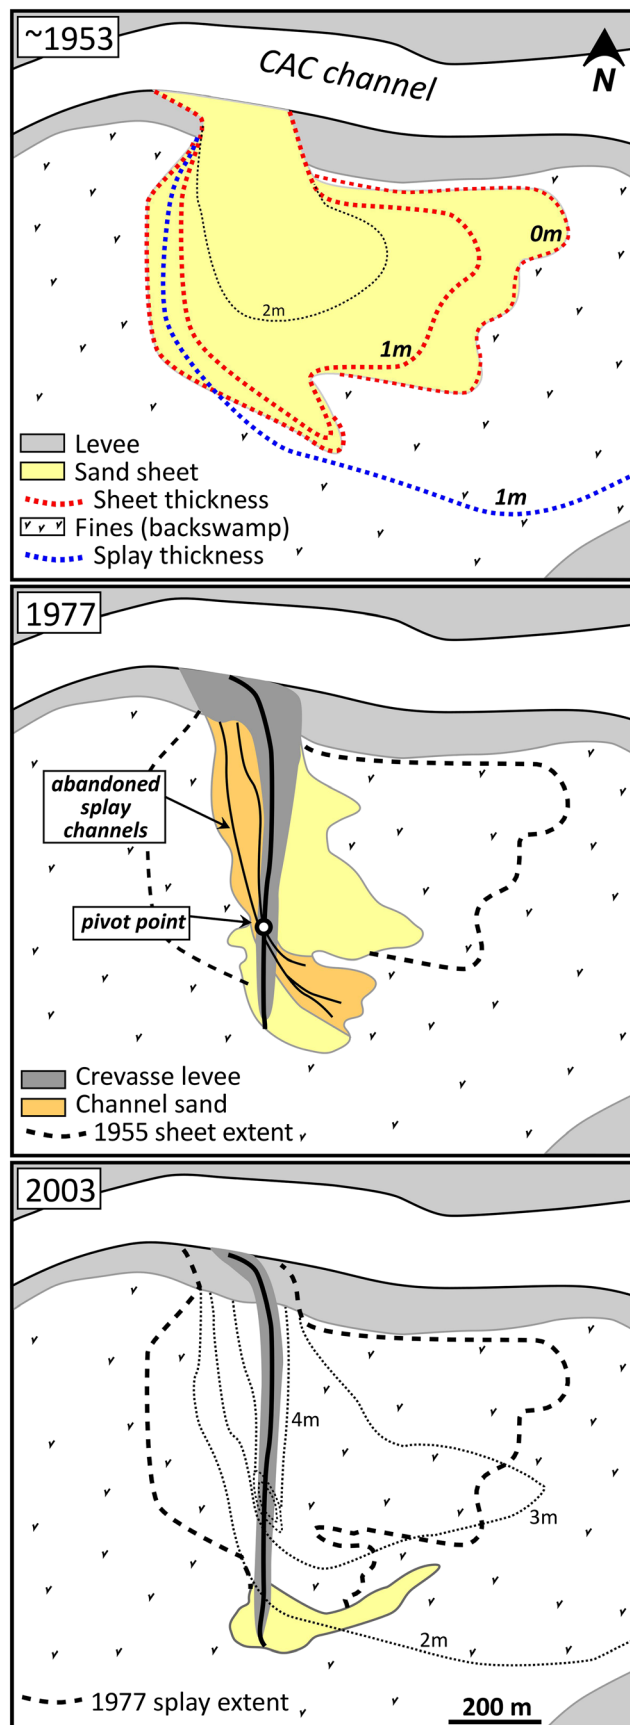 ~1953
CAC channel
N
0m
2m
1m
Levee
Sand sheet
Sheet thickness
Fines (backswamp)
Splay thickness
1m
1977
abandoned
splay
channels
pivot point
Crevasse levee
Channel sand
1955 sheet extent
2003
4m
3m
2m
1977 splay extent
200 m